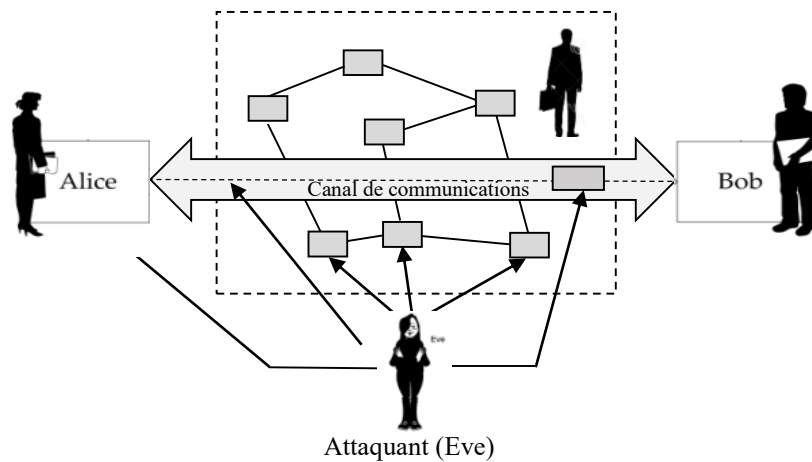 Alice
Canal de communications
Bob
Eve
Attaquant (Eve)